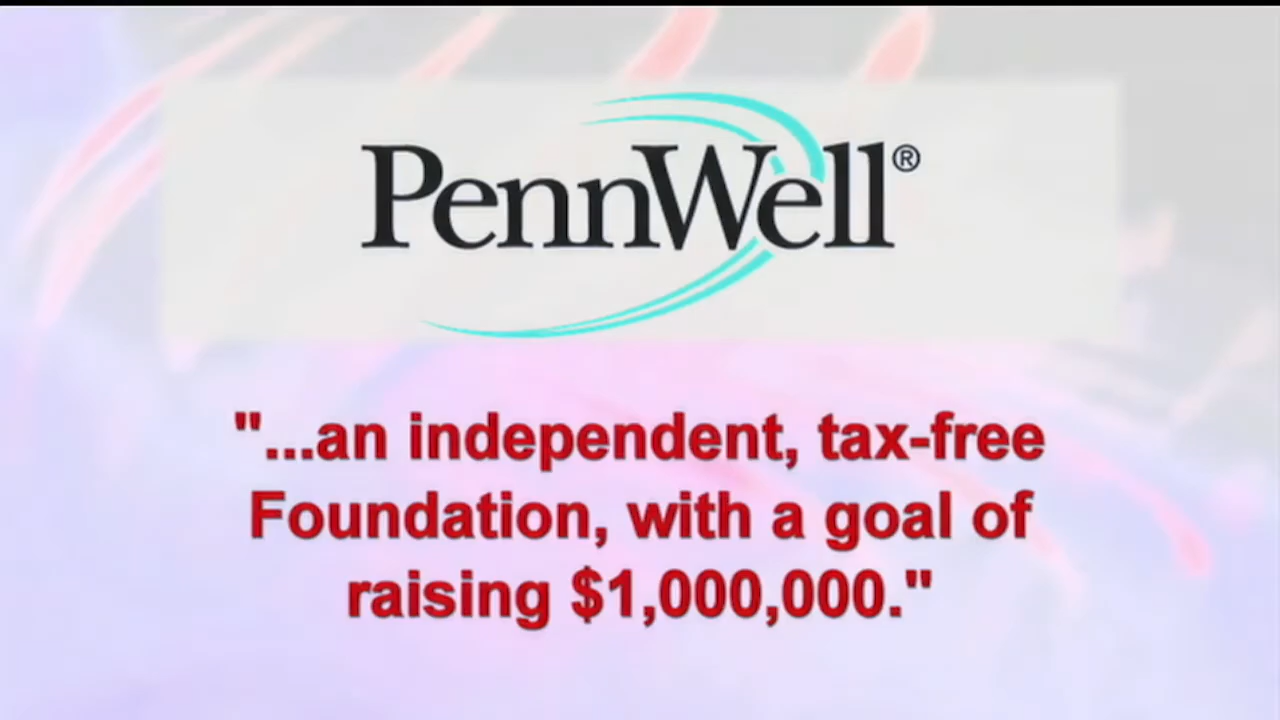 PennWell®
"...an independent, tax-free
Foundation, with a goal of
raising $1,000,000."